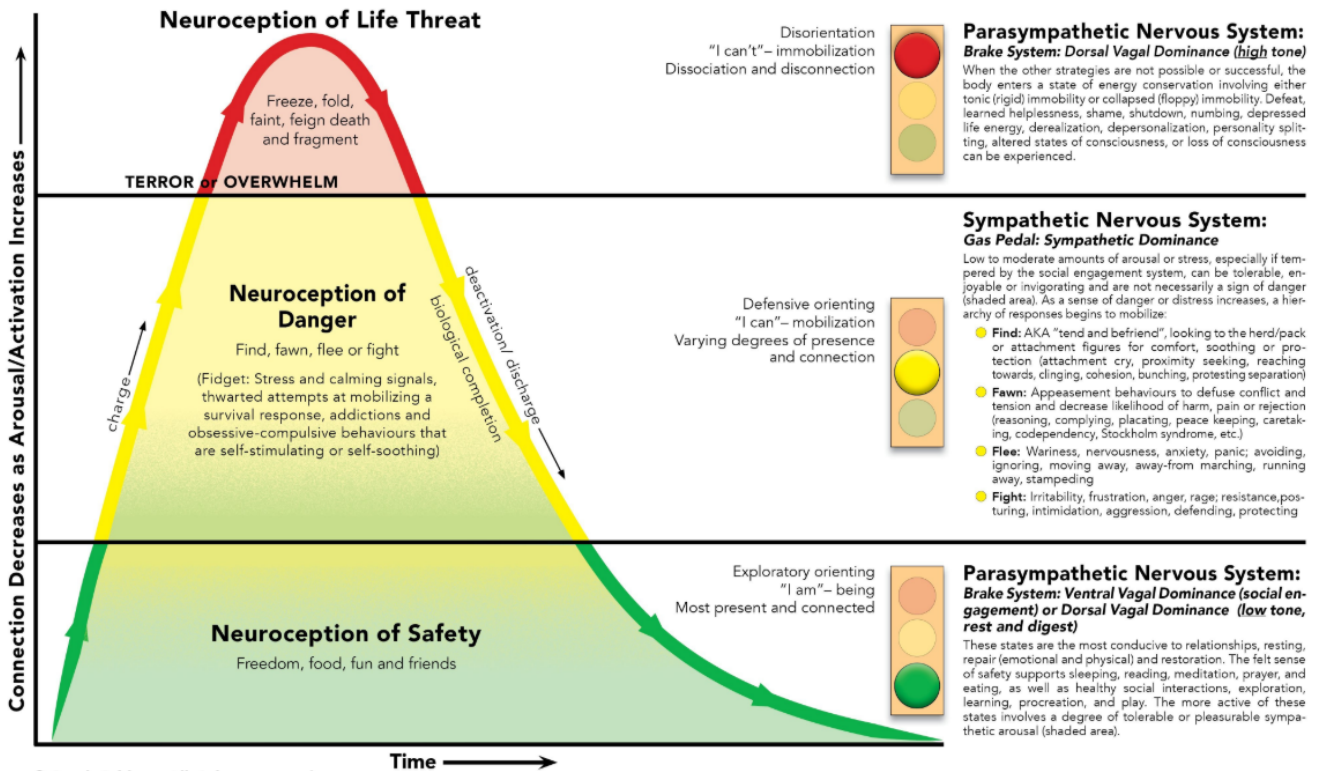 Neuroception of Life Threat
Freeze, fold,
faint, feign death
and fragment
TERROR or OVERWHELM
Connection Decreases as Arousal/Activation Increases
charge
Neuroception of
Danger
Find, fawn, flee or fight
(Fidget: Stress and calming signals,
thwarted attempts at mobilizing a
survival response, addictions and
obsessive-compulsive behaviours that
are self-stimulating or self-soothing)
deactivation/ discharge
biological completion
Neuroception of Safety
Freedom, food, fun and friends
Time
Disorientation
"I can't"– immobilization
Dissociation and disconnection
Parasympathetic Nervous System:
Brake System: Dorsal Vagal Dominance (high tone)
When the other strategies are not possible or successful, the
body enters a state of energy conservation involving either
tonic (rigid) immobility or collapsed (floppy) immobility. Defeat,
learned helplessness, shame, shutdown, numbing, depressed
life energy, derealization, depersonalization, personality split-
ting, altered states of consciousness, or loss of consciousness
can be experienced.
Defensive orienting
"I can"– mobilization
Varying degrees of presence
and connection
Sympathetic Nervous System:
Gas Pedal: Sympathetic Dominance
Low to moderate amounts of arousal or stress, especially if tem-
pered by the social engagement system, can be tolerable, en-
joyable or invigorating and are not necessarily a sign of danger
(shaded area). As a sense of danger or distress increases, a hier-
archy of responses begins to mobilize:
Find: AKA "tend and befriend", looking to the herd/pack
or attachment figures for comfort, soothing or pro-
tection (attachment cry, proximity seeking, reaching
towards, clinging, cohesion, bunching, protesting separation)
Fawn: Appeasement behaviours to defuse conflict and
tension and decrease likelihood of harm, pain or rejection
(reasoning, complying, placating, peace keeping, caretak-
ing, codependency, Stockholm syndrome, etc.)
Flee: Wariness, nervousness, anxiety, panic; avoiding,
ignoring, moving away, away-from marching, running
away, stampeding
Fight: Irritability, frustration, anger, rage; resistance,pos-
turing, intimidation, aggression, defending, protecting
Exploratory orienting
"I am"– being
Most present and connected
Parasympathetic Nervous System:
Brake System: Ventral Vagal Dominance (social en-
gagement) or Dorsal Vagal Dominance (low tone,
rest and digest)
These states are the most conducive to relationships, resting,
repair (emotional and physical) and restoration. The felt sense
of safety supports sleeping, reading, meditation, prayer, and
eating, as well as healthy social interactions, exploration,
learning, procreation, and play. The more active of these
states involves a degree of tolerable or pleasurable sympa-
thetic arousal (shaded area).